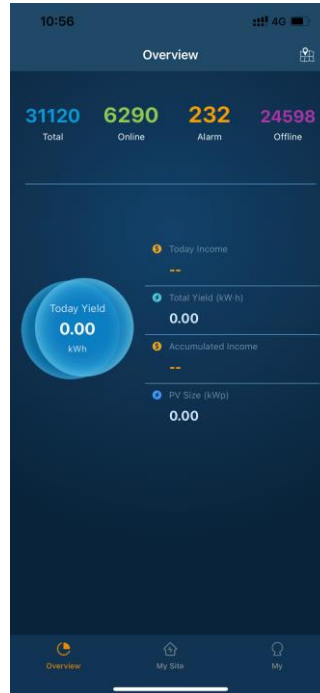 10:56
4G
Overview
31120 6290 232 24598
Total Online Alarm Offline
Today Income
--
Total Yield (kW·h)
0.00
Today Yield
0.00
kWh
Accumulated Income
--
PV Size (kWp)
0.00
Overview My Site My